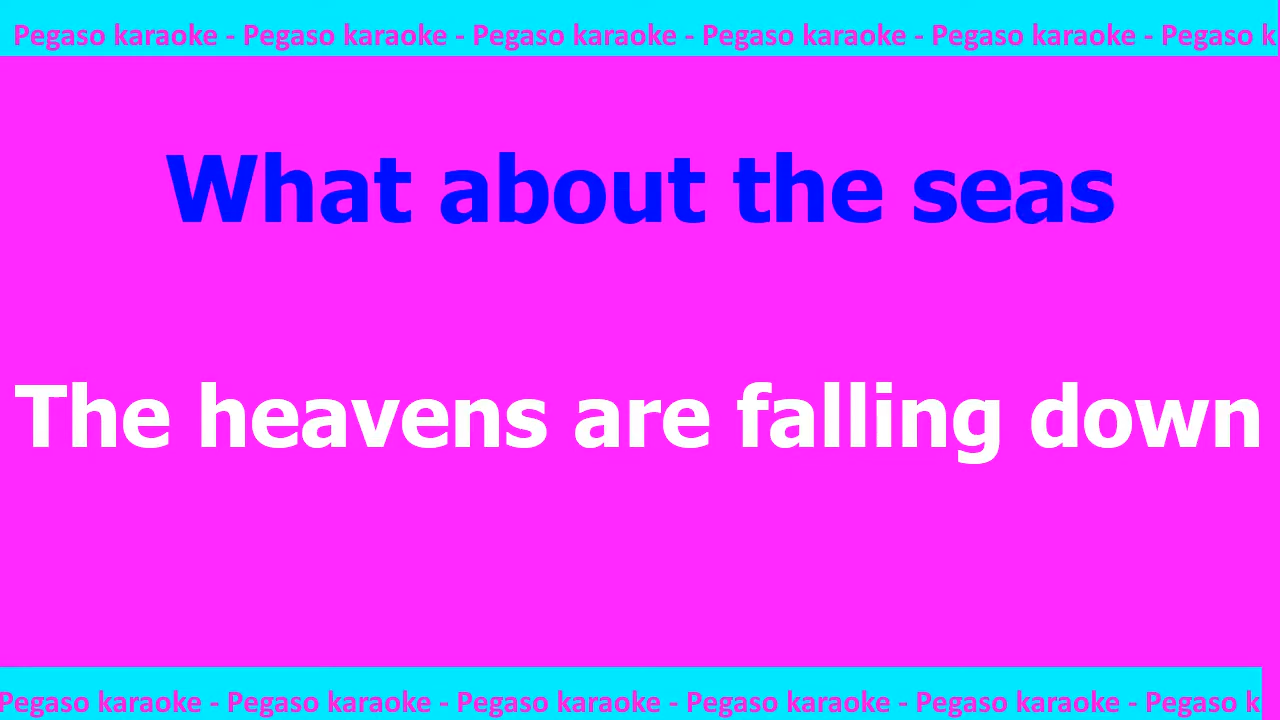 Pegaso karaoke - Pegaso karaoke - Pegaso karaoke - Pegaso karaoke - Pegaso karaoke - Pegaso k
What about the seas
The heavens are falling down
Pegaso karaoke - Pegaso karaoke - Pegaso karaoke - Pegaso karaoke - Pegaso karaoke - Pegaso k